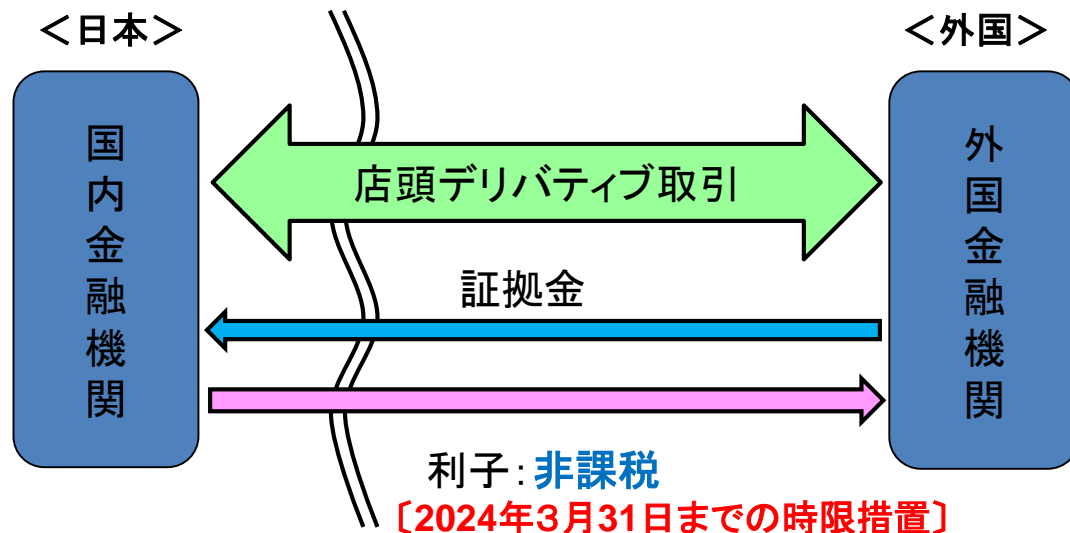 ＜日本＞
＜外国＞
国内金融機関
店頭デリバティブ取引
外国金融機関
証拠金
利子：非課税
〔2024年３月31日までの時限措置〕